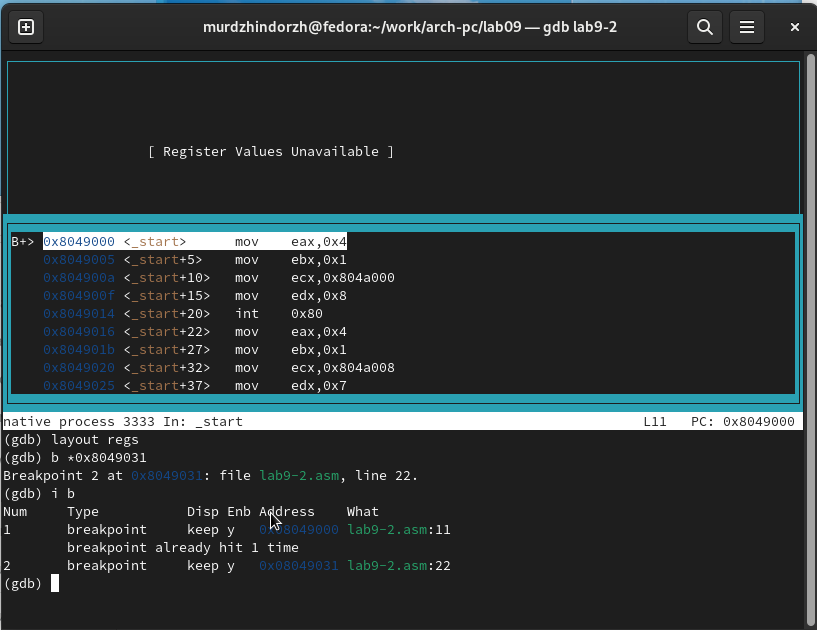 murdzhindorzh@fedora:~/work/arch-pc/lab09 — gdb lab9-2
[ Register Values Unavailable ]
B+> 0x8049000 <_start> mov eax,0x4
0x8049005 <_start+5> mov ebx,0x1
0x804900a <_start+10> mov ecx,0x804a000
0x804900f <_start+15> mov edx,0x8
0x8049014 <_start+20> int 0x80
0x8049016 <_start+22> mov eax,0x4
0x804901b <_start+27> mov ebx,0x1
0x8049020 <_start+32> mov ecx,0x804a008
0x8049025 <_start+37> mov edx,0x7
native process 3333 In: _start L11 PC: 0x8049000
(gdb) layout regs
(gdb) b *0x8049031
Breakpoint 2 at 0x8049031: file lab9-2.asm, line 22.
(gdb) i b
Num Type Disp Enb Address What
1 breakpoint keep y 0x08049000 lab9-2.asm:11
breakpoint already hit 1 time
2 breakpoint keep y 0x08049031 lab9-2.asm:22
(gdb)